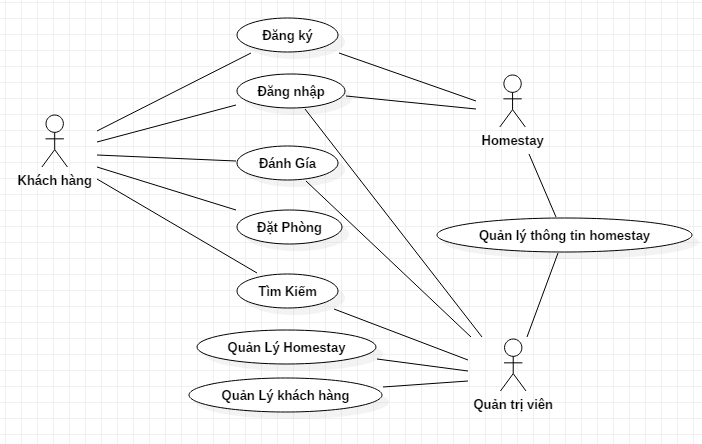 Đăng ký
Đăng nhập
Homestay
Đánh Gía
Khách hàng
Đặt Phòng
Quản lý thông tin homestay
Tìm Kiếm
Quản Lý Homestay
Quản Lý khách hàng
Quản trị viên